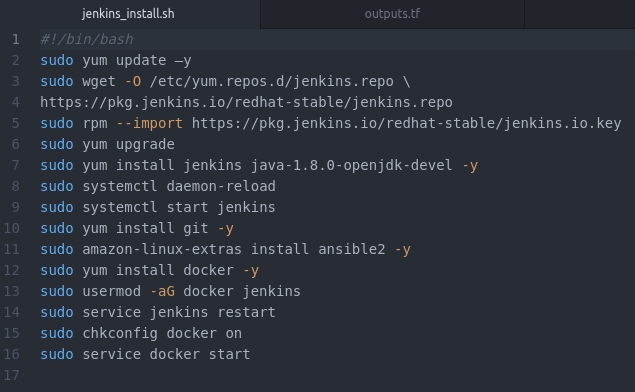 jenkins_install.sh outputs.tf
1 #!/bin/bash
2 sudo yum update –y
3 sudo wget -O /etc/yum.repos.d/jenkins.repo \
4 https://pkg.jenkins.io/redhat-stable/jenkins.repo
5 sudo rpm --import https://pkg.jenkins.io/redhat-stable/jenkins.io.key
6 sudo yum upgrade
7 sudo yum install jenkins java-1.8.0-openjdk-devel -y
8 sudo systemctl daemon-reload
9 sudo systemctl start jenkins
10 sudo yum install git -y
11 sudo amazon-linux-extras install ansible2 -y
12 sudo yum install docker -y
13 sudo usermod -aG docker jenkins
14 sudo service jenkins restart
15 sudo chkconfig docker on
16 sudo service docker start
17